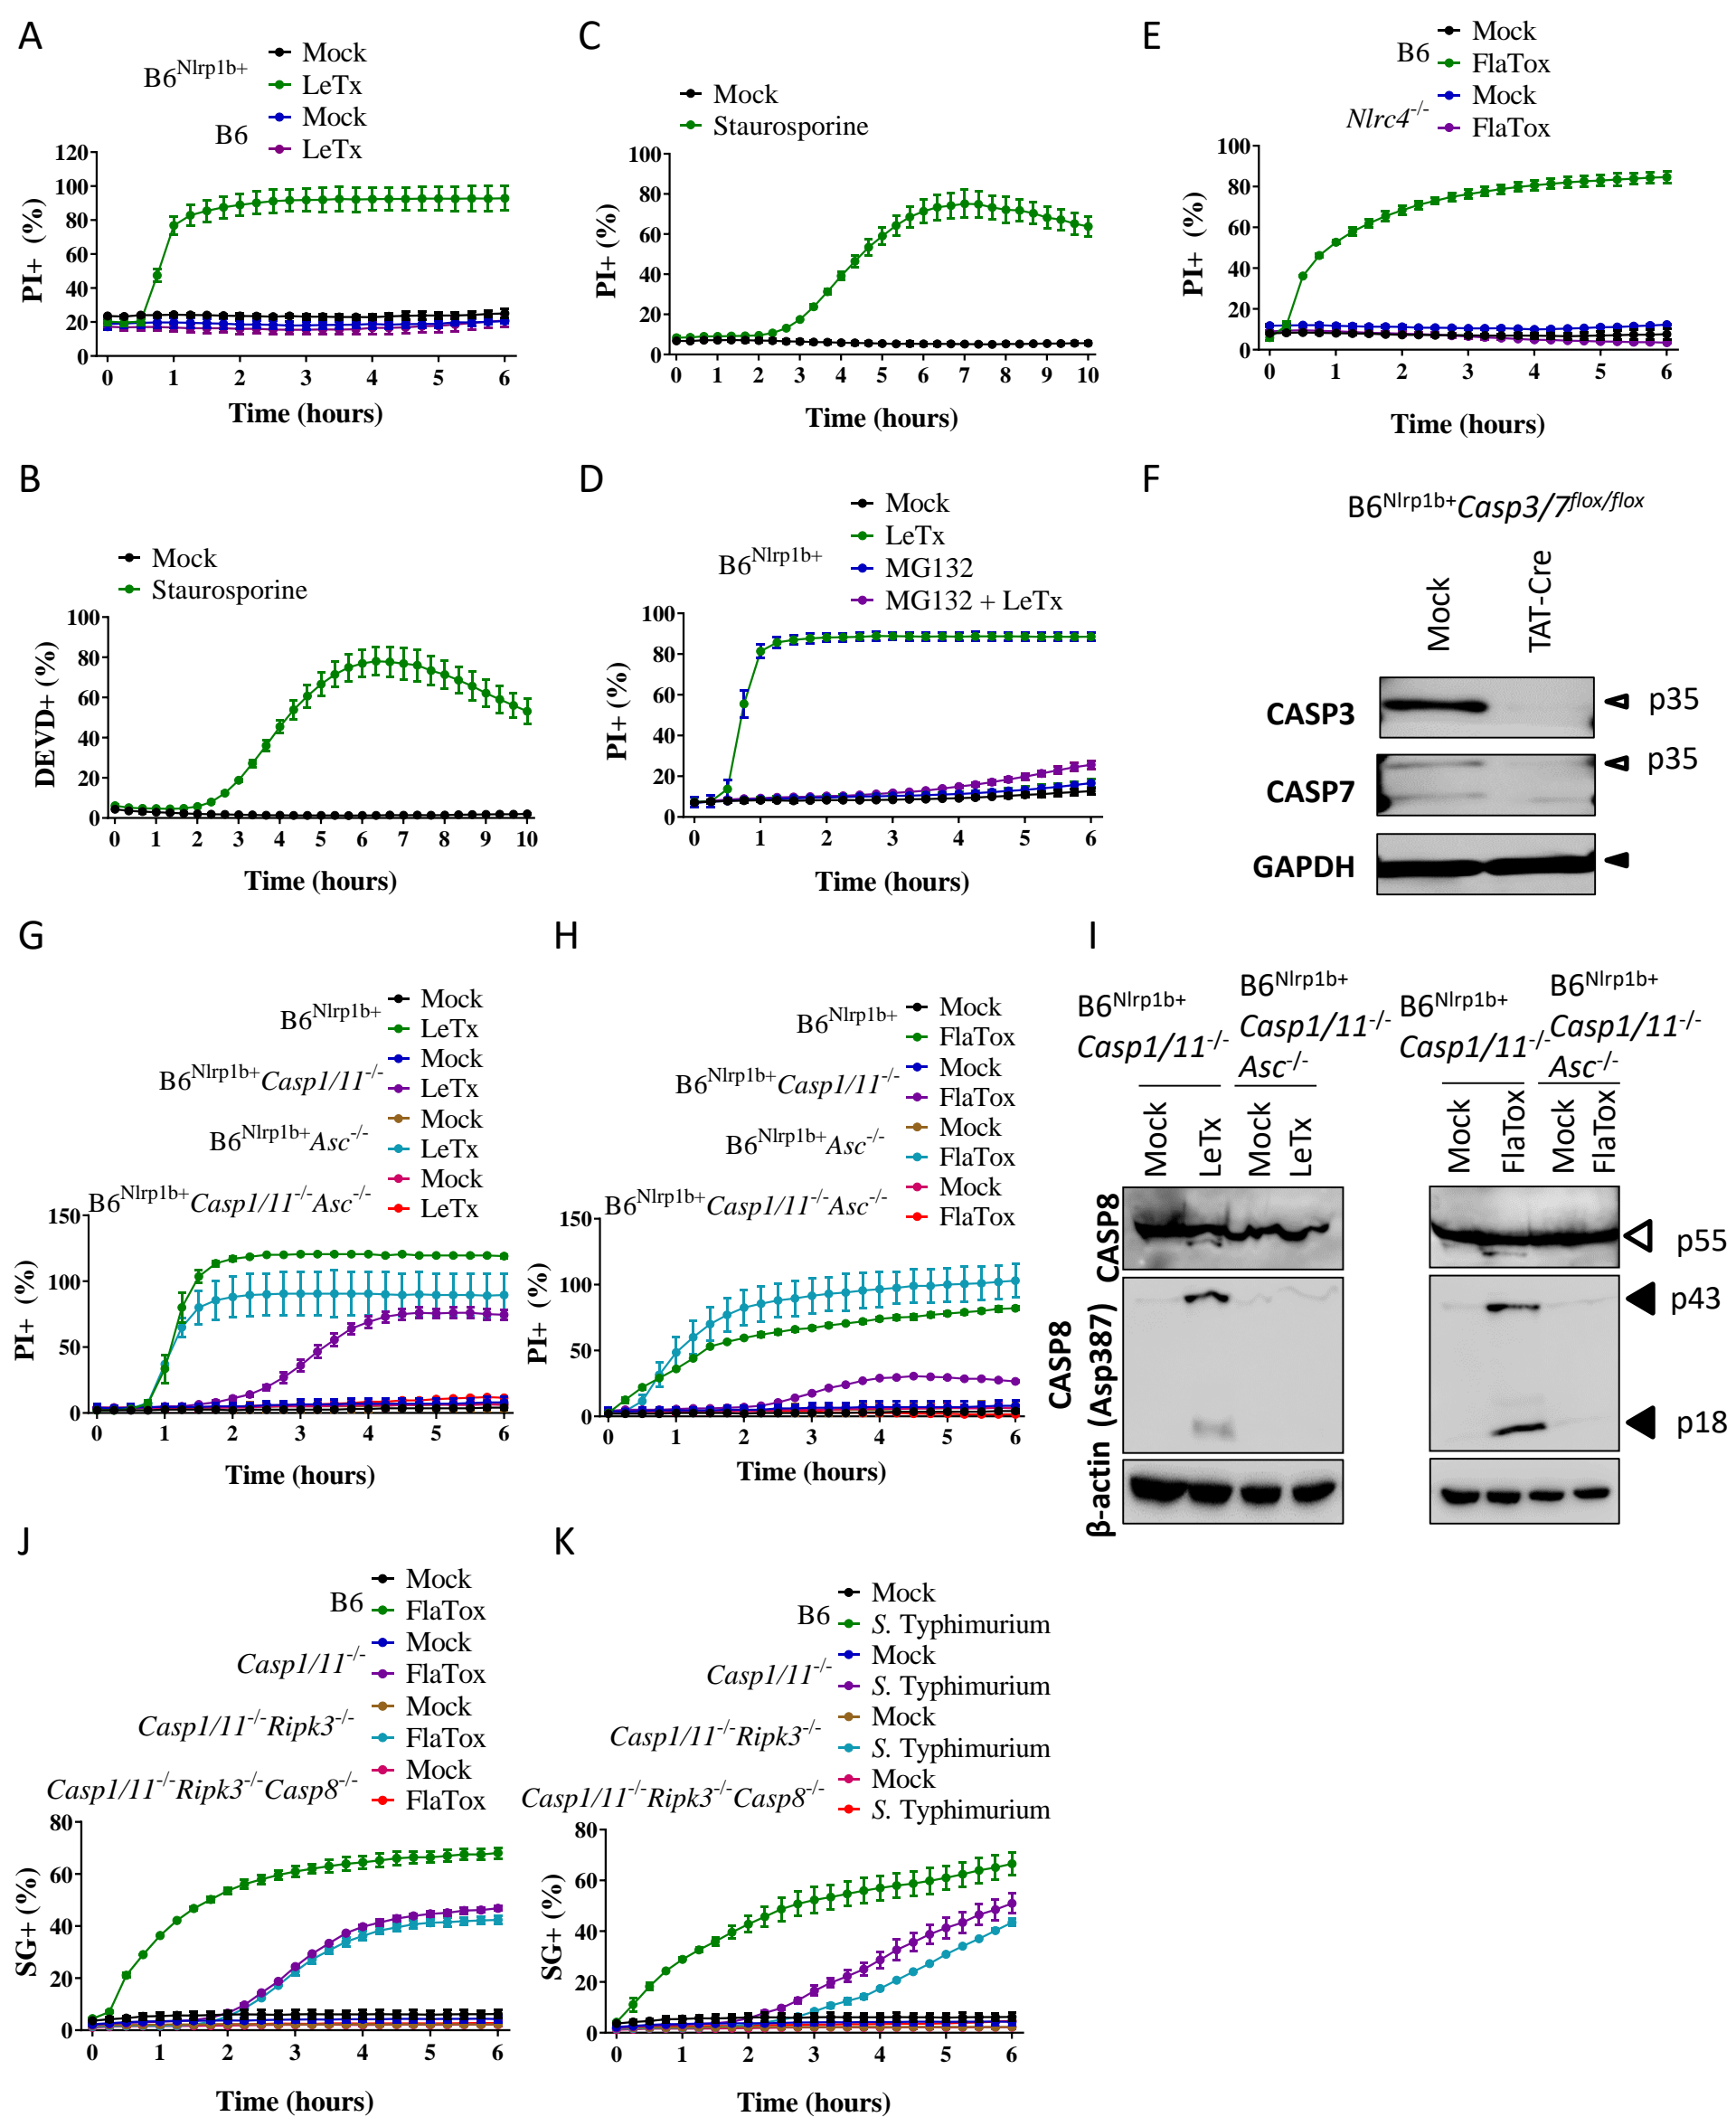 A
B6Nlrp1b+
Mock
LeTx
B6
Mock
LeTx
PI+ (%)
120
100
80
60
40
20
0
0 1 2 3 4 5 6
Time (hours)
C
Mock
Staurosporine
PI+ (%)
100
80
60
40
20
0
0 1 2 3 4 5 6 7 8 9 10
Time (hours)
E
B6
Mock
FlaTox
Nlrc4-/-
Mock
FlaTox
PI+ (%)
100
80
60
40
20
0
0 1 2 3 4 5 6
Time (hours)
B
Mock
Staurosporine
DEVD+ (%)
100
80
60
40
20
0
0 1 2 3 4 5 6 7 8 9 10
Time (hours)
D
B6Nlrp1b+
Mock
LeTx
MG132
MG132 + LeTx
PI+ (%)
100
80
60
40
20
0
0 1 2 3 4 5 6
Time (hours)
F
B6Nlrp1b+Casp3/7flox/flox
Mock
TAT-Cre
CASP3
p35
CASP7
p35
GAPDH
G
B6Nlrp1b+
Mock
LeTx
B6Nlrp1b+Casp1/11-/-
Mock
LeTx
B6Nlrp1b+Asc-/-
Mock
LeTx
B6Nlrp1b+Casp1/11-/-Asc-/-
Mock
LeTx
PI+ (%)
150
100
50
0
0 1 2 3 4 5 6
Time (hours)
H
B6Nlrp1b+
Mock
FlaTox
B6Nlrp1b+Casp1/11-/-
Mock
FlaTox
B6Nlrp1b+Asc-/-
Mock
FlaTox
B6Nlrp1b+Casp1/11-/-Asc-/-
Mock
FlaTox
PI+ (%)
150
100
50
0
0 1 2 3 4 5 6
Time (hours)
I
B6Nlrp1b+
Casp1/11-/-
B6Nlrp1b+
Casp1/11-/-
Asc-/-
B6Nlrp1b+
Casp1/11-/-
B6Nlrp1b+
Casp1/11-/-
Asc-/-
Mock
LeTx
Mock
LeTx
Mock
FlaTox
Mock
FlaTox
CASP8
p55
CASP8
(Asp387)
p43
p18
β-actin
J
B6
Mock
FlaTox
Casp1/11-/-
Mock
FlaTox
Casp1/11-/-Ripk3-/-
Mock
FlaTox
Casp1/11-/-Ripk3-/-Casp8-/-
Mock
FlaTox
SG+ (%)
80
60
40
20
0
0 1 2 3 4 5 6
Time (hours)
K
B6
Mock
S. Typhimurium
Casp1/11-/-
Mock
S. Typhimurium
Casp1/11-/-Ripk3-/-
Mock
S. Typhimurium
Casp1/11-/-Ripk3-/-Casp8-/-
Mock
S. Typhimurium
SG+ (%)
80
60
40
20
0
0 1 2 3 4 5 6
Time (hours)